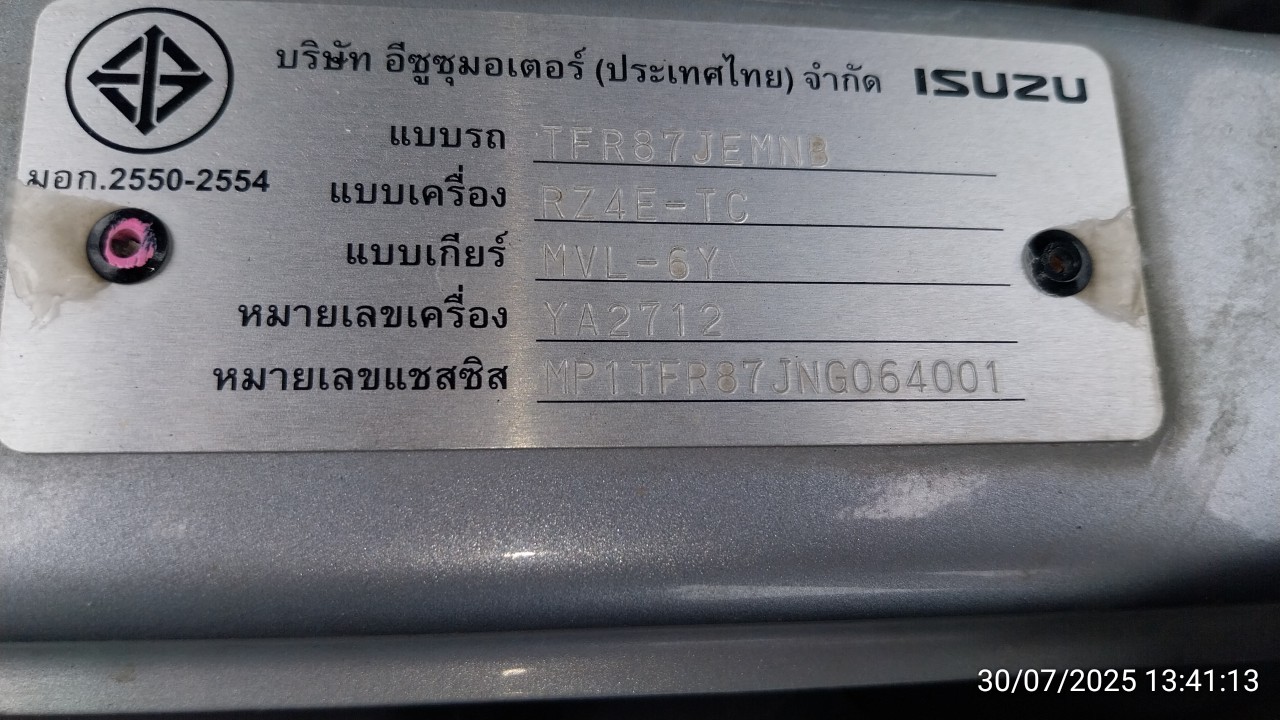 บริษัท อีซูซุมอเตอร์ (ประเทศไทย) จำกัด ISUZU
แบบรถ TFR87JEMNB
มอก.2550-2554
แบบเครื่อง RZ4E-TC
แบบเกียร์ MVL-6Y
หมายเลขเครื่อง YA2712
หมายเลขแชสซิส MP1TFR87JNG064001
30/07/2025 13:41:13